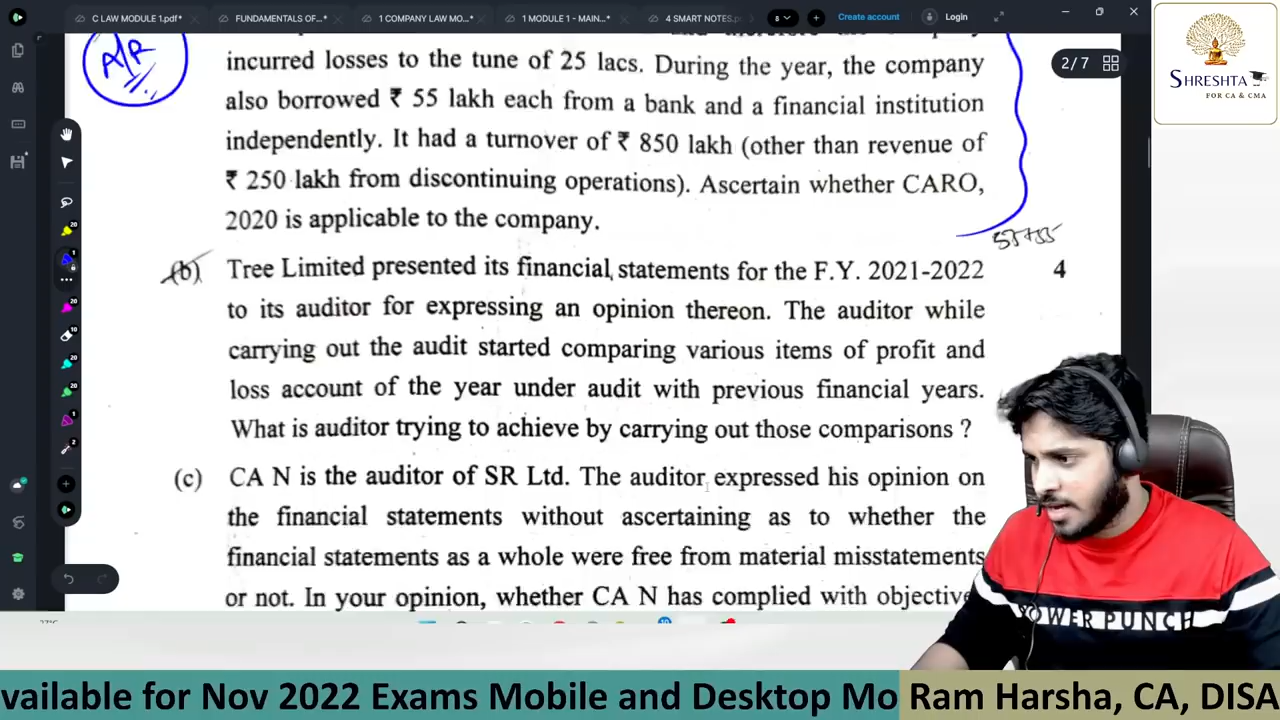 C LAW MODULE 1.pdf*
FUNDAMENTALS OF...*
1 COMPANY LAW MO...*
1 MODULE 1 - MAIN...*
4 SMART NOTES.
8
Create account
Login
2/7
SHRESHTA
FOR CA & CMA
A/R
incurred losses to the tune of 25 lacs. During the year, the company
also borrowed ₹ 55 lakh each from a bank and a financial institution
independently. It had a turnover of ₹ 850 lakh (other than revenue of
₹ 250 lakh from discontinuing operations). Ascertain whether CARO,
2020 is applicable to the company.
55+55
(b) Tree Limited presented its financial statements for the F.Y. 2021-2022 4
to its auditor for expressing an opinion thereon. The auditor while
carrying out the audit started comparing various items of profit and
loss account of the year under audit with previous financial years.
What is auditor trying to achieve by carrying out those comparisons ?
(c) CA N is the auditor of SR Ltd. The auditor expressed his opinion on
the financial statements without ascertaining as to whether the
financial statements as a whole were free from material misstatements
or not. In your opinion, whether CA N has complied with objective
POWER PUNCH
vailable for Nov 2022 Exams Mobile and Desktop Mo
Ram Harsha, CA, DISA